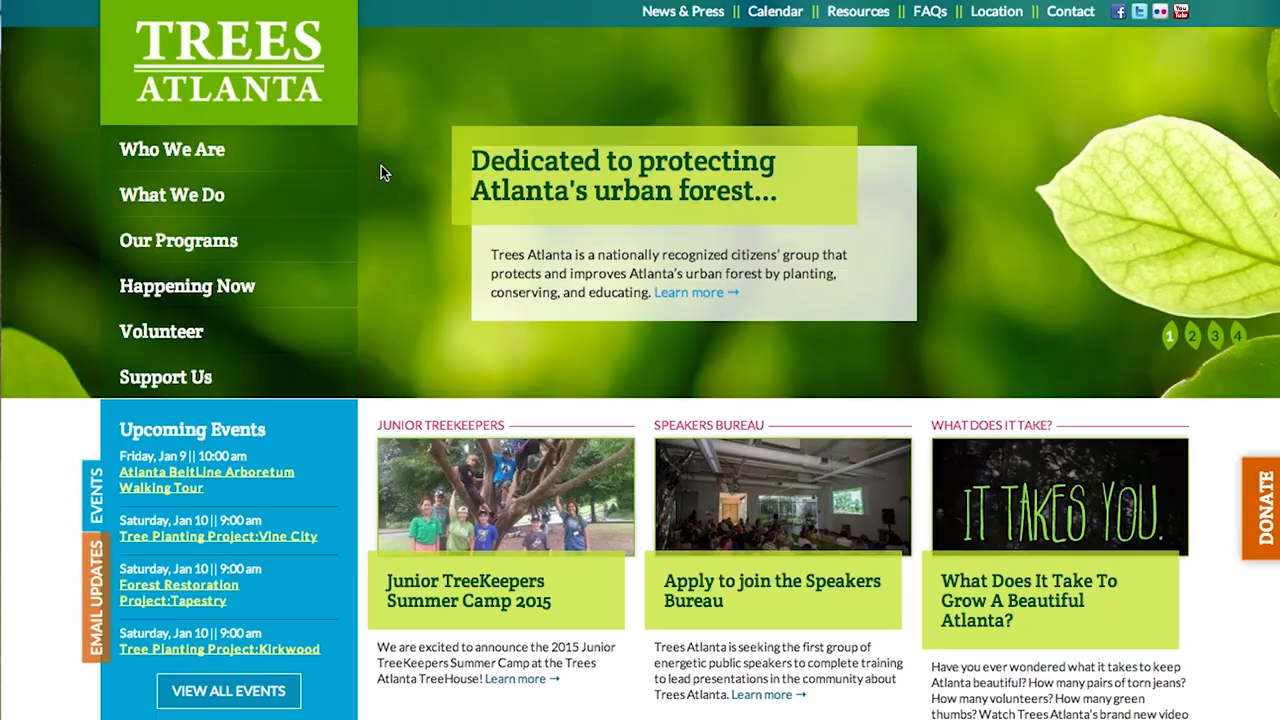 TREES
ATLANTA
News & Press || Calendar || Resources || FAQs || Location || Contact
You
Tube
Who We Are
What We Do
Our Programs
Happening Now
Volunteer
Support Us
Dedicated to protecting
Atlanta's urban forest...
Trees Atlanta is a nationally recognized citizens' group that
protects and improves Atlanta's urban forest by planting,
conserving, and educating. Learn more →
1 2 3 4
EVENTS
EMAIL UPDATES
Upcoming Events
Friday, Jan 9 || 10:00 am
Atlanta BeltLine Arboretum
Walking Tour
Saturday, Jan 10 || 9:00 am
Tree Planting Project:Vine City
Saturday, Jan 10 || 9:00 am
Forest Restoration
Project:Tapestry
Saturday, Jan 10 || 9:00 am
Tree Planting Project:Kirkwood
VIEW ALL EVENTS
JUNIOR TREEKEEPERS
Junior TreeKeepers
Summer Camp 2015
We are excited to announce the 2015 Junior
TreeKeepers Summer Camp at the Trees
Atlanta TreeHouse! Learn more →
SPEAKERS BUREAU
Apply to join the Speakers
Bureau
Trees Atlanta is seeking the first group of
energetic public speakers to complete training
to lead presentations in the community about
Trees Atlanta. Learn more →
WHAT DOES IT TAKE?
IT TAKES YOU.
What Does It Take To
Grow A Beautiful
Atlanta?
Have you ever wondered what it takes to keep
Atlanta beautiful? How many pairs of torn jeans?
How many volunteers? How many green
thumbs? Watch Trees Atlanta's brand new video
DONATE